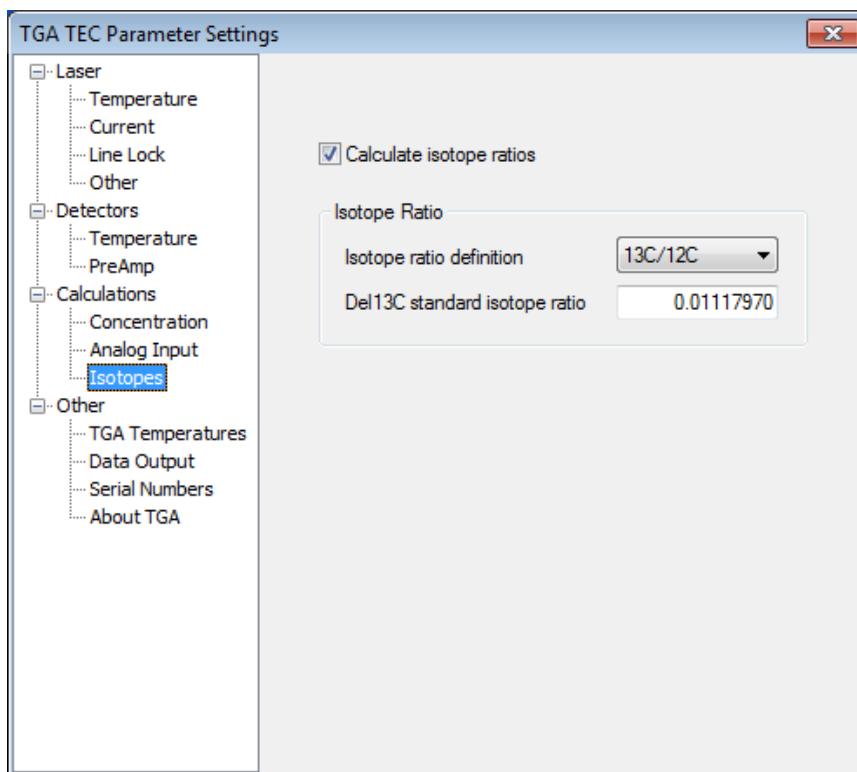 TGA TEC Parameter Settings
Laser
Temperature
Current
Line Lock
Other
Detectors
Temperature
PreAmp
Calculations
Concentration
Analog Input
Isotopes
Other
TGA Temperatures
Data Output
Serial Numbers
About TGA
Calculate isotope ratios
Isotope Ratio
Isotope ratio definition 13C/12C
Del13C standard isotope ratio 0.01117970